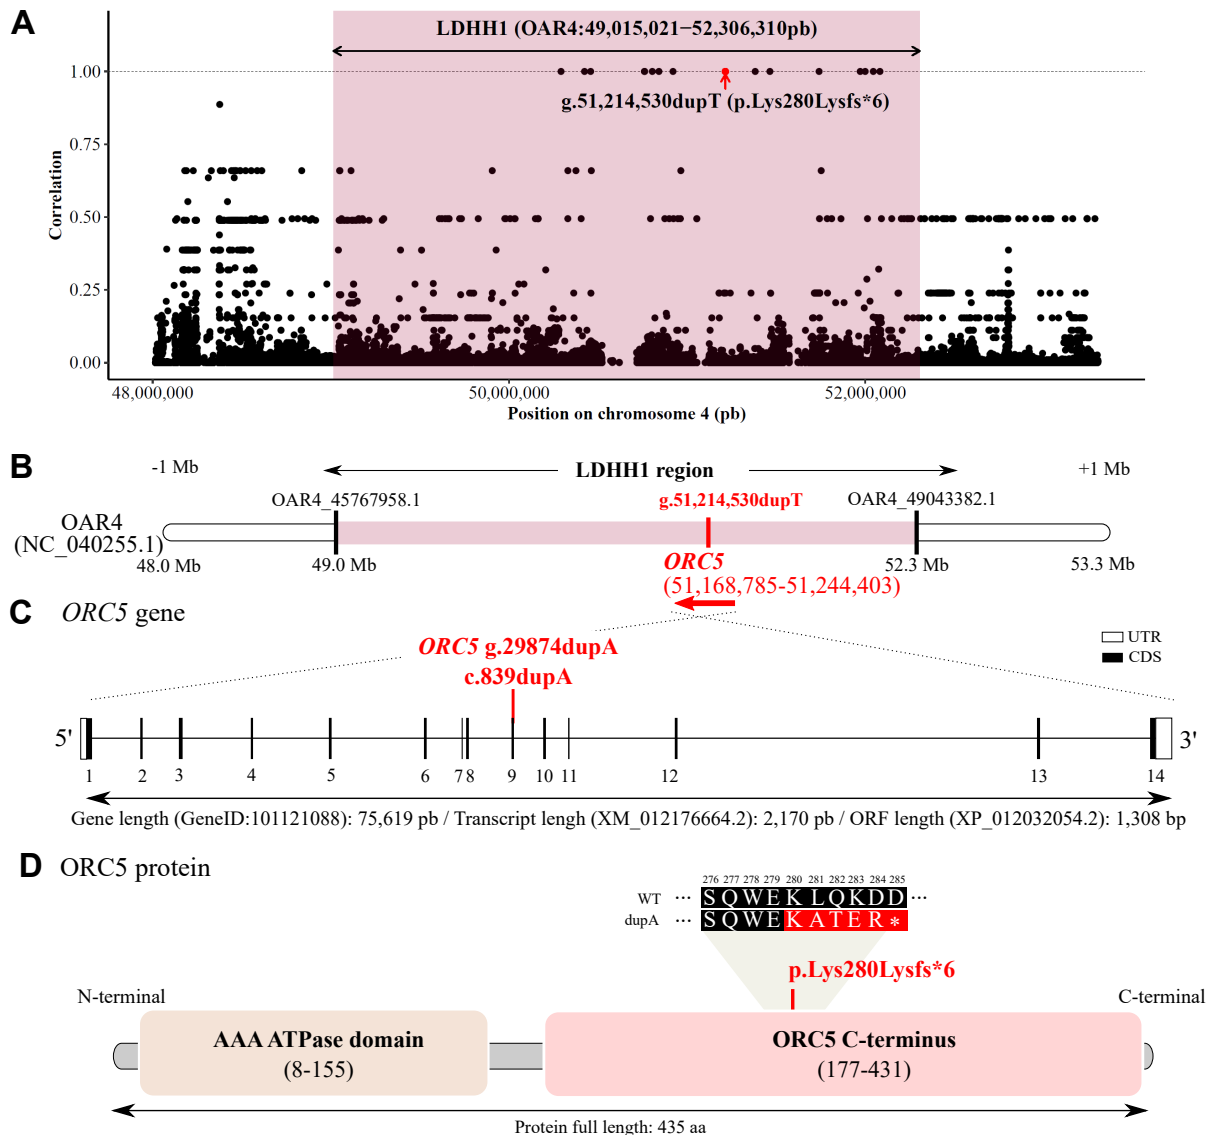 A
LDHH1 (OAR4:49,015,021−52,306,310pb)
1.00
g.51,214,530dupT (p.Lys280Lysfs*6)
0.75
Correlation
0.50
0.25
0.00
48,000,000
50,000,000
52,000,000
Position on chromosome 4 (pb)
B
-1 Mb
LDHH1 region
+1 Mb
OAR4_45767958.1
g.51,214,530dupT
OAR4_49043382.1
OAR4
(NC_040255.1)
48.0 Mb
49.0 Mb
ORC5
52.3 Mb
53.3 Mb
(51,168,785-51,244,403)
C
ORC5 gene
UTR
CDS
ORC5 g.29874dupA
c.839dupA
5'
3'
1 2 3 4 5 6 7 8 9 10 11 12 13 14
Gene length (GeneID:101121088): 75,619 pb / Transcript lengh (XM_012176664.2): 2,170 pb / ORF length (XP_012032054.2): 1,308 bp
D
ORC5 protein
276 277 278 279 280 281 282 283 284 285
WT ··· S Q W E K L Q K D D ···
dupA ··· S Q W E K A T E R *
p.Lys280Lysfs*6
N-terminal
C-terminal
AAA ATPase domain
(8-155)
ORC5 C-terminus
(177-431)
Protein full length: 435 aa